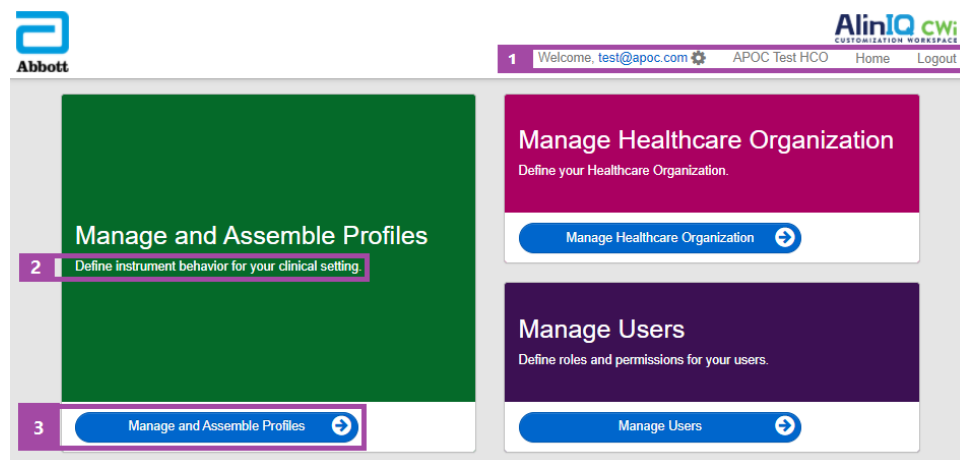 Abbott
AlinIQ CWi
CUSTOMIZATION WORKSPACE
1 Welcome, test@apoc.com APOC Test HCO Home Logout
Manage and Assemble Profiles
2 Define instrument behavior for your clinical setting.
3 Manage and Assemble Profiles
Manage Healthcare Organization
Define your Healthcare Organization.
Manage Healthcare Organization
Manage Users
Define roles and permissions for your users.
Manage Users